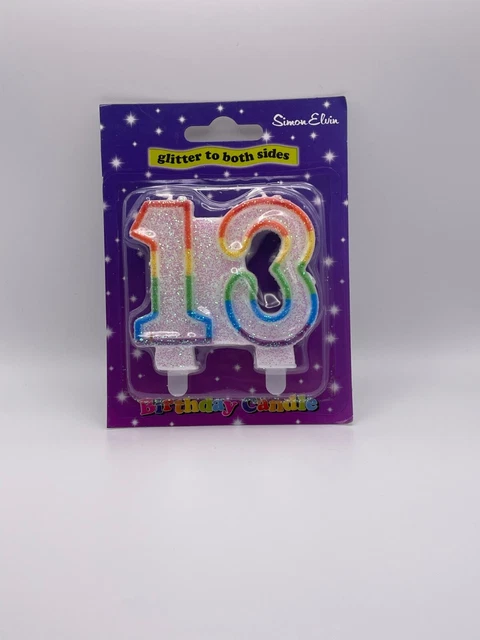 Simon Elvin
glitter to both sides
13
Birthday Candle